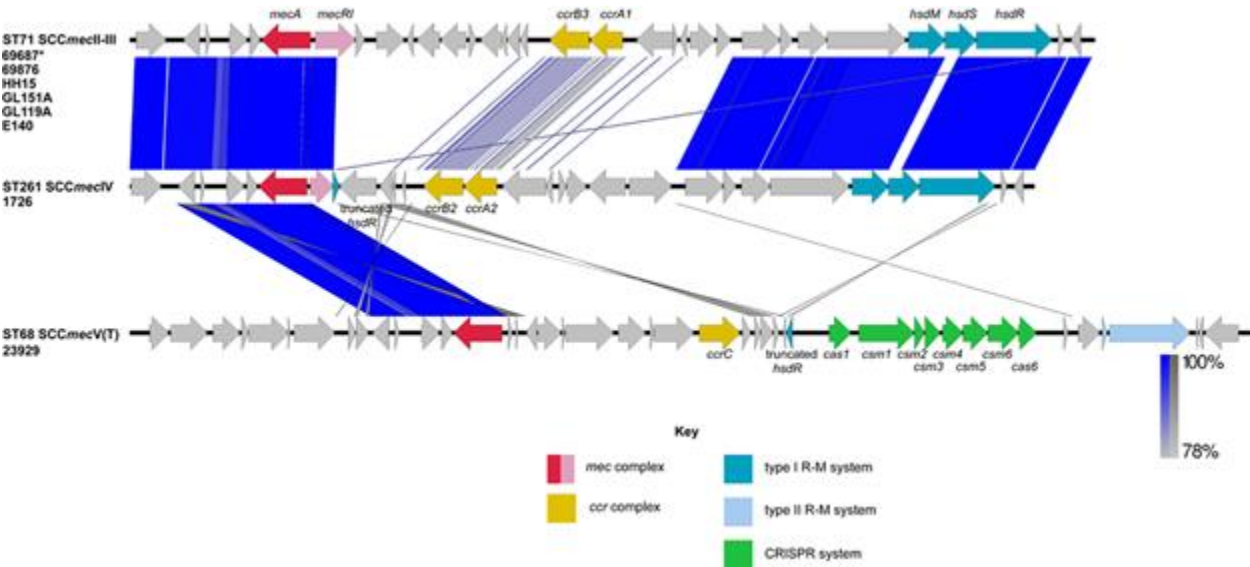 mecA mecRI ccrB3 ccrA1 hsdM hsdS hsdR
ST71 SCCmecII-III
69687*
69876
HH15
GL151A
GL119A
E140
ST261 SCCmecIV
1726
truncated
hsdR
ccrB2 ccrA2
ST68 SCCmecV(T)
23929
ccrC
truncated
hsdR
cas1 csm1 csm2 csm4 csm6
csm3 csm5 cas6
100%
78%
Key
mec complex
ccr complex
type I R-M system
type II R-M system
CRISPR system